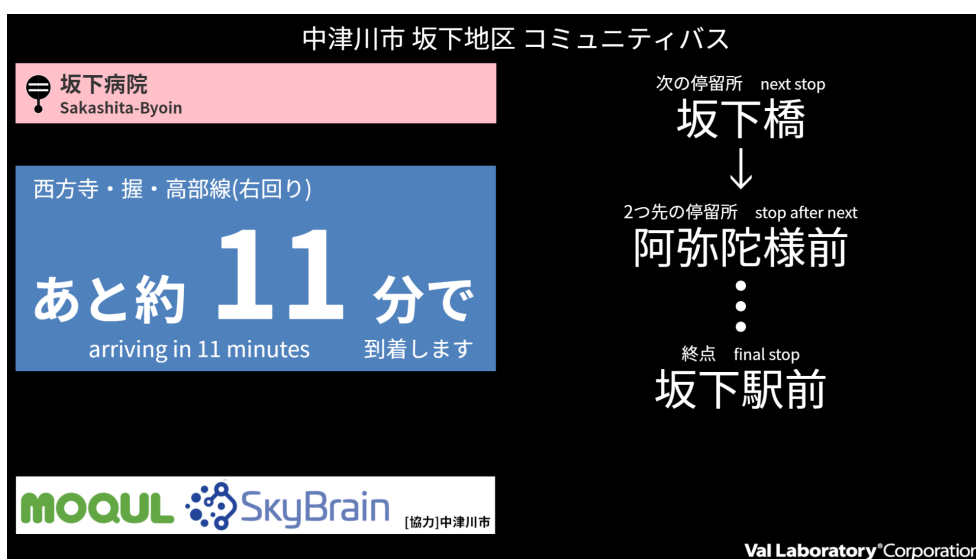 中津川市 坂下地区 コミュニティバス
坂下病院
Sakashita-Byoin
西方寺・握・高部線(右回り)
あと約 11 分で
arriving in 11 minutes 到着します
次の停留所 next stop
坂下橋
↓
2つ先の停留所 stop after next
阿弥陀様前
終点 final stop
坂下駅前
MOQUL SkyBrain [協力]中津川市
Val Laboratory®Corporation